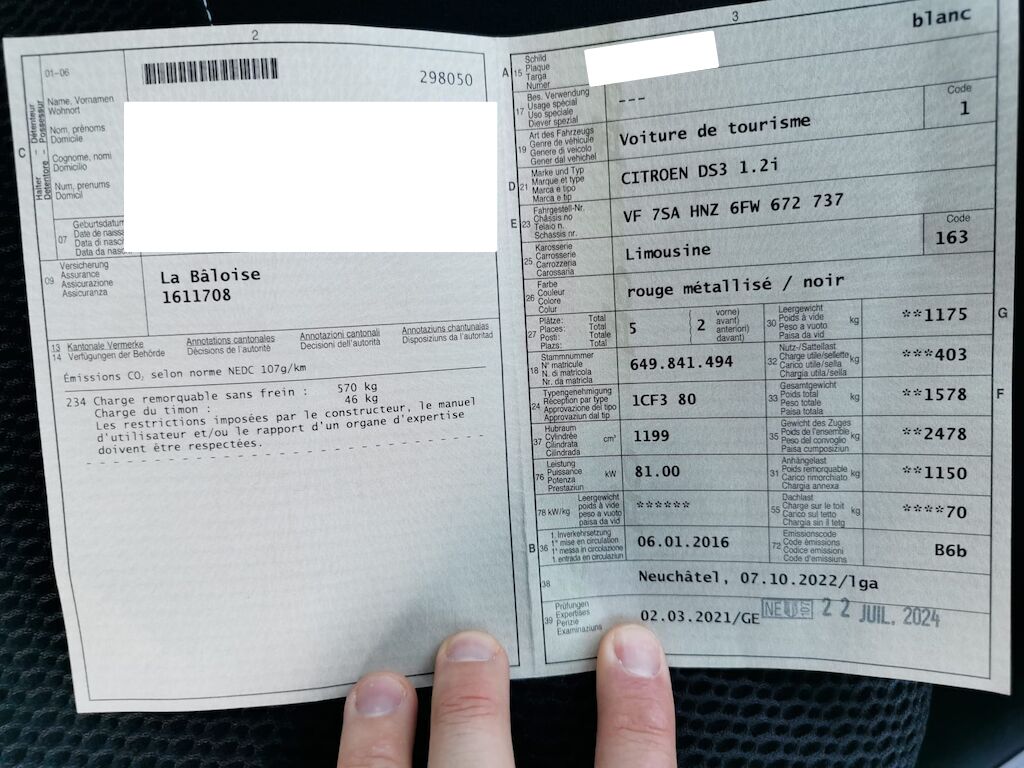 2
01-06
298050
C
Halter Détenteur
Detentore Possessur
Name, Vornamen
Wohnort
Nom, prénoms
Domicile
Cognome, nomi
Domicilio
Num, prenums
Domicil
07
Geburtsdatum
Date de naiss
Data di nasc
Data da nasc
09
Versicherung
Assurance
Assicurazione
Assicuranza
La Bâloise
1611708
13 Kantonale Vermerke
14 Verfügungen der Behörde
Annotations cantonales
Décisions de l'autorité
Annotazioni cantonali
Decisioni dell'autorità
Annotaziuns chantunalas
Disposiziuns da l'autoritad
Émissions CO₂ selon norme NEDC 107g/km
234 Charge remorquable sans frein : 570 kg
Charge du timon : 46 kg
Les restrictions imposées par le constructeur, le manuel
d'utilisateur et/ou le rapport d'un organe d'expertise
doivent être respectées.
3
blanc
A 15
Schild
Plaque
Targa
Numer
17
Bes. Verwendung
Usage spécial
Uso speciale
Diever spezial
---
19
Art des Fahrzeugs
Genre de véhicule
Genere di veicolo
Gener dal vehichel
Voiture de tourisme
Code
1
D 21
Marke und Typ
Marque et type
Marca e tipo
Marca e tip
CITROEN DS3 1.2i
E 23
Fahrgestell-Nr.
Châssis no
Telaio n.
Schassis nr.
VF 7SA HNZ 6FW 672 737
25
Karosserie
Carrosserie
Carrozzeria
Carossaria
Limousine
Code
163
26
Farbe
Couleur
Colore
Colur
rouge métallisé / noir
27
Plätze: Total
Places: Total
Posti: Totale
Plazs: Total
5
2
vorne)
avant)
anteriori)
davant)
30
Leergewicht
Poids à vide
Peso a vuoto
Paisa da vid
kg
**1175
G
18
Stammnummer
N° matricule
N. di matricola
Nr. da matricla
649.841.494
32
Nutz-/Sattellast
Charge utile/sellette
Carico utile/sella
Chargia utila/sella
kg
***403
24
Typengenehmigung
Réception par type
Approvazione del tipo
Approvaziun dal tip
1CF3 80
33
Gesamtgewicht
Poids total
Peso totale
Paisa totala
kg
**1578
F
37
Hubraum
Cylindrée
Cilindrata
Cilindrada
cm³
1199
35
Gewicht des Zuges
Poids de l'ensemble
Peso del convoglio
Paisa cumposiziun
kg
**2478
76
Leistung
Puissance
Potenza
Prestaziun
kW
81.00
31
Anhängelast
Poids remorquable
Carico rimorchiato
Chargia annexa
kg
**1150
78 kW/kg
Leergewicht
poids à vide
peso a vuoto
paisa da vid
******
55
Dachlast
Charge sur le toit
Carico sul tetto
Chargia sin il tetg
kg
****70
B 36
1. Inverkehrsetzung
1re mise en circulation
1a messa in circolazione
1. entrada en circulaziun
06.01.2016
72
Emissionscode
Code émissions
Codice emissioni
Code d'emissiuns
B6b
38
Neuchâtel, 07.10.2022/lga
39
Prüfungen
Expertises
Perizie
Examinaziuns
02.03.2021/GE
22 JUIL. 2024